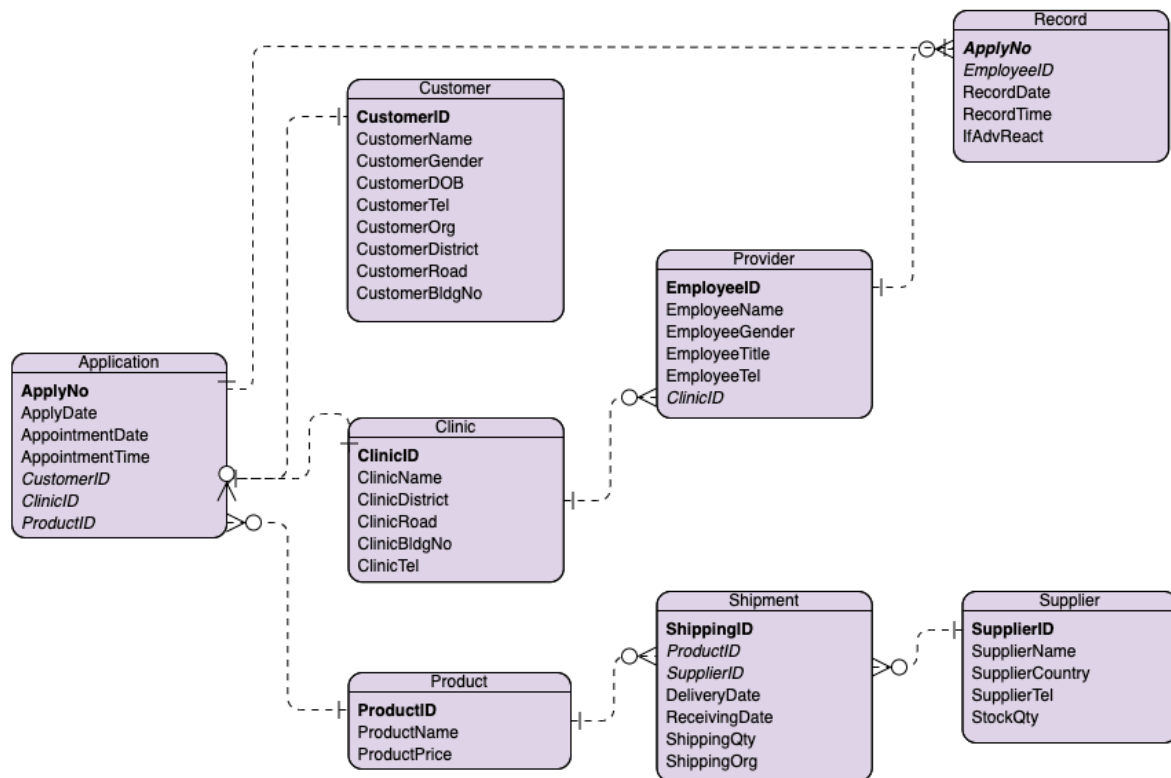 Record
ApplyNo
EmployeeID
RecordDate
RecordTime
IfAdvReact
Customer
CustomerID
CustomerName
CustomerGender
CustomerDOB
CustomerTel
CustomerOrg
CustomerDistrict
CustomerRoad
CustomerBldgNo
Provider
EmployeeID
EmployeeName
EmployeeGender
EmployeeTitle
EmployeeTel
ClinicID
Application
ApplyNo
ApplyDate
AppointmentDate
AppointmentTime
CustomerID
ClinicID
ProductID
Clinic
ClinicID
ClinicName
ClinicDistrict
ClinicRoad
ClinicBldgNo
ClinicTel
Shipment
ShippingID
ProductID
SupplierID
DeliveryDate
ReceivingDate
ShippingQty
ShippingOrg
Supplier
SupplierID
SupplierName
SupplierCountry
SupplierTel
StockQty
Product
ProductID
ProductName
ProductPrice